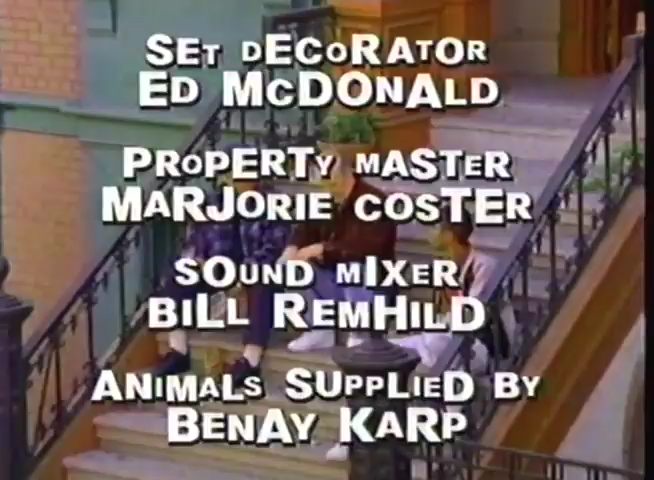 SET DECORATOR
ED McDONALD
PROPERTY MASTER
MARJORIE COSTER
SOUND MIXER
BILL REMHILD
ANIMALS SUPPLIED BY
BENAY KARP